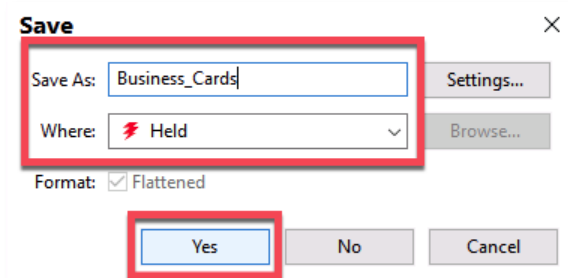 Save
Save As: Business_Cards Settings...
Where: Held Browse...
Format: Flattened
Yes No Cancel